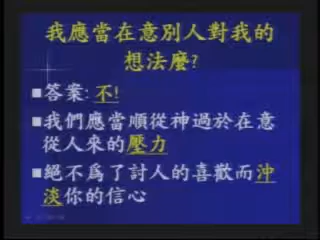 我應當在意別人對我的
想法麼?
■答案: 不!
■我們應當順從神過於在意
從人來的壓力
■絕不爲了討人的喜歡而沖
淡你的信心